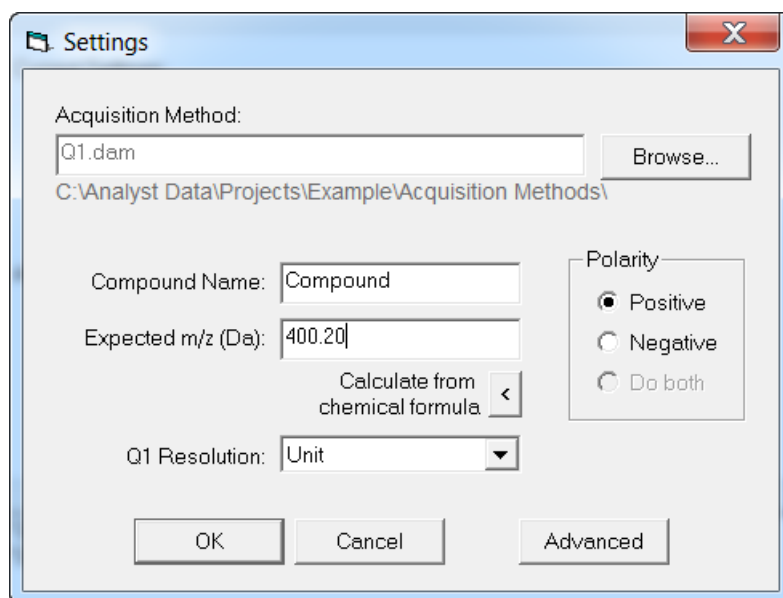 Settings
Acquisition Method:
Q1.dam
Browse...
C:\Analyst Data\Projects\Example\Acquisition Methods\
Compound Name:
Compound
Expected m/z (Da):
400.20
Calculate from
chemical formula
<
Q1 Resolution:
Unit
Polarity
Positive
Negative
Do both
OK
Cancel
Advanced